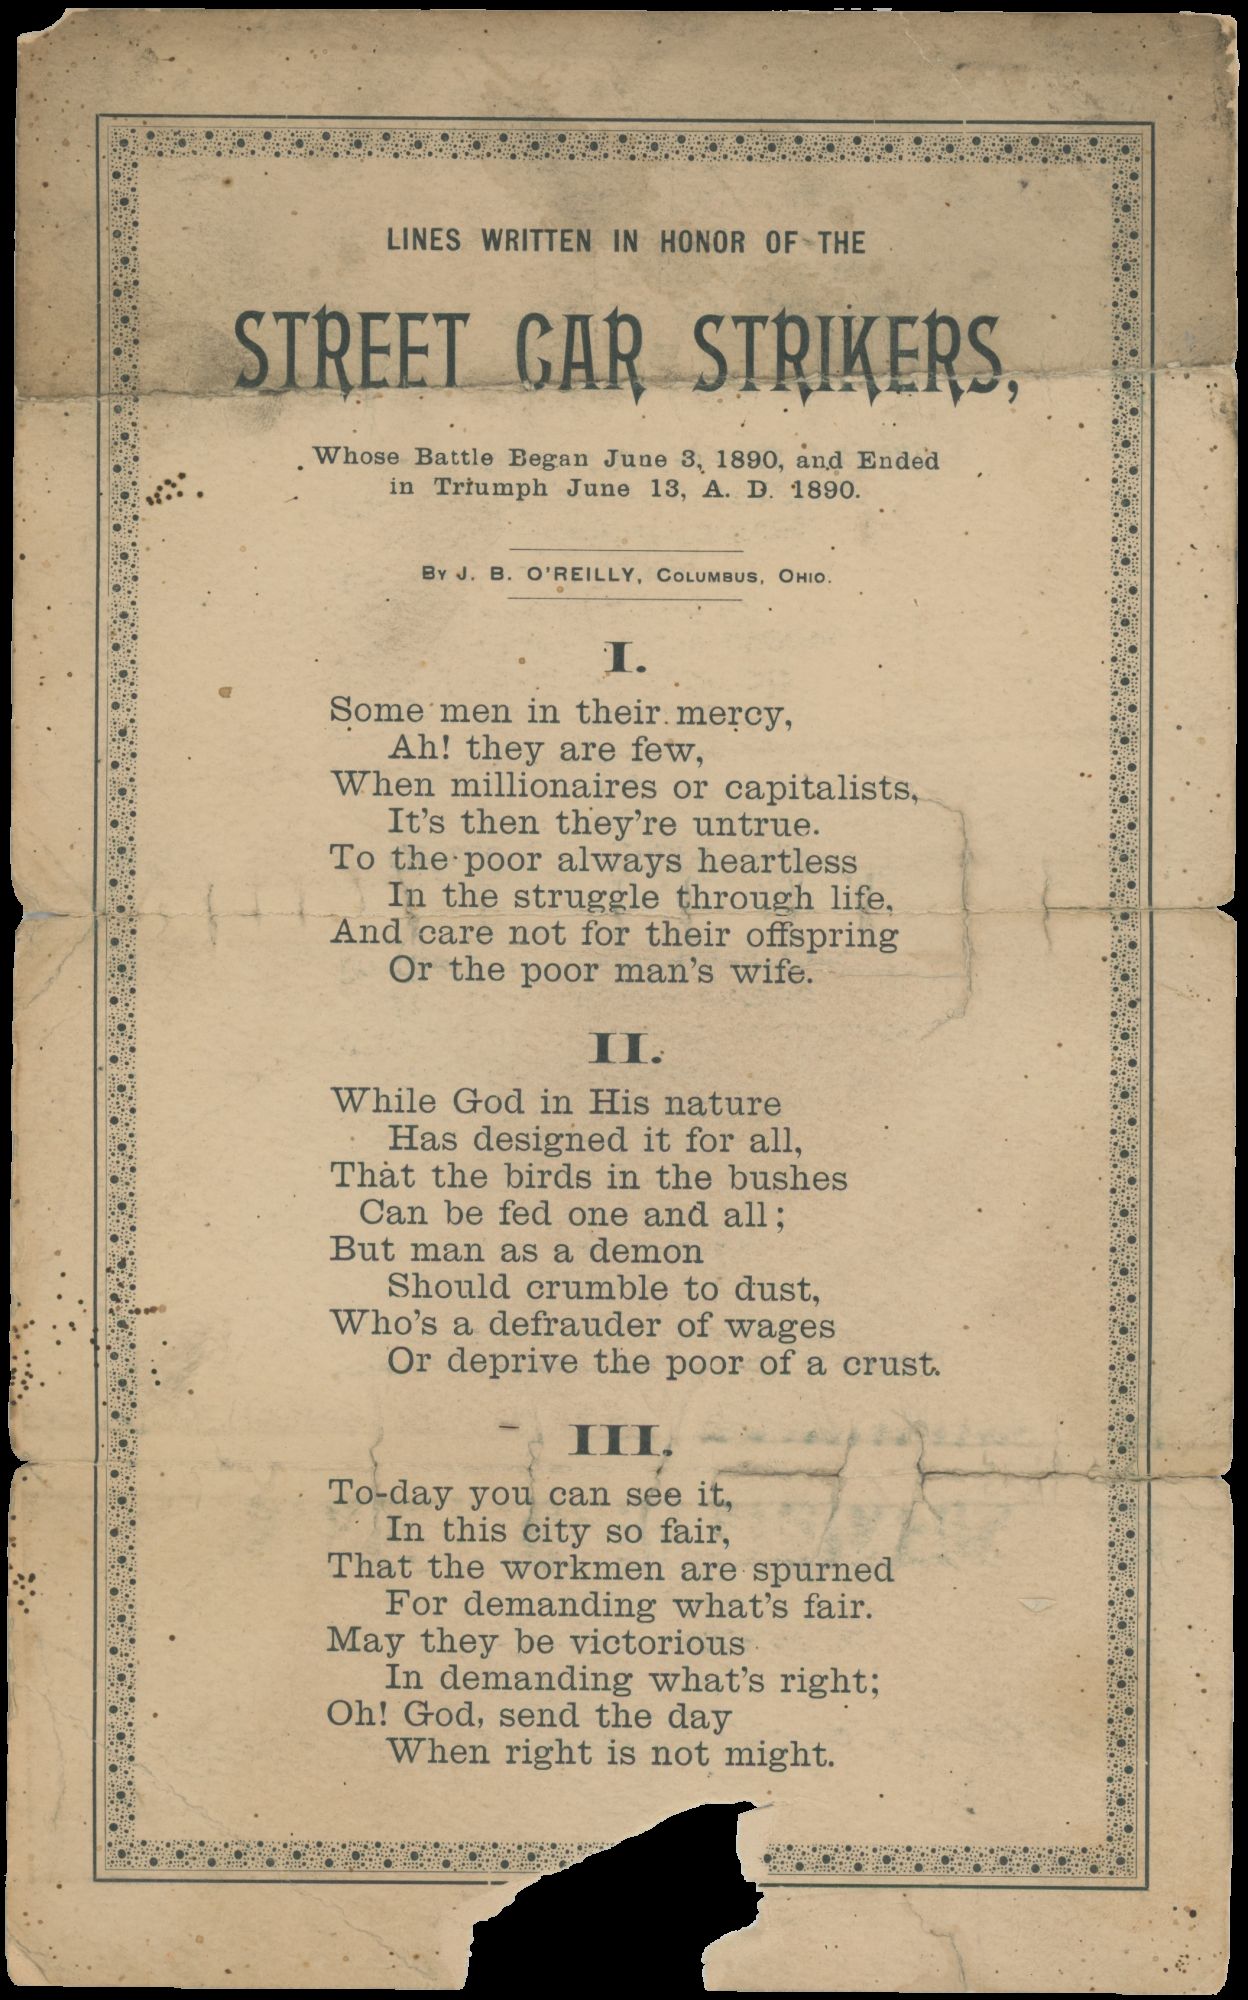 LINES WRITTEN IN HONOR OF THE
STREET CAR STRIKERS,
Whose Battle Began June 3, 1890, and Ended
in Triumph June 13, A. D. 1890.
By J. B. O'REILLY, Columbus, Ohio.
I.
Some men in their mercy,
Ah! they are few,
When millionaires or capitalists,
It's then they're untrue.
To the poor always heartless
In the struggle through life,
And care not for their offspring
Or the poor man's wife.
II.
While God in His nature
Has designed it for all,
That the birds in the bushes
Can be fed one and all;
But man as a demon
Should crumble to dust,
Who's a defrauder of wages
Or deprive the poor of a crust.
III.
To-day you can see it,
In this city so fair,
That the workmen are spurned
For demanding what's fair.
May they be victorious
In demanding what's right;
Oh! God, send the day
When right is not might.